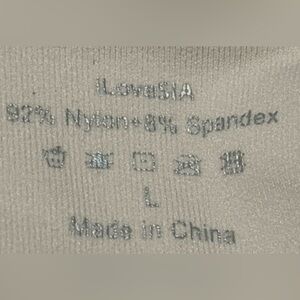 iLoveSIA
92% Nylon+8% Spandex
L
Made in China